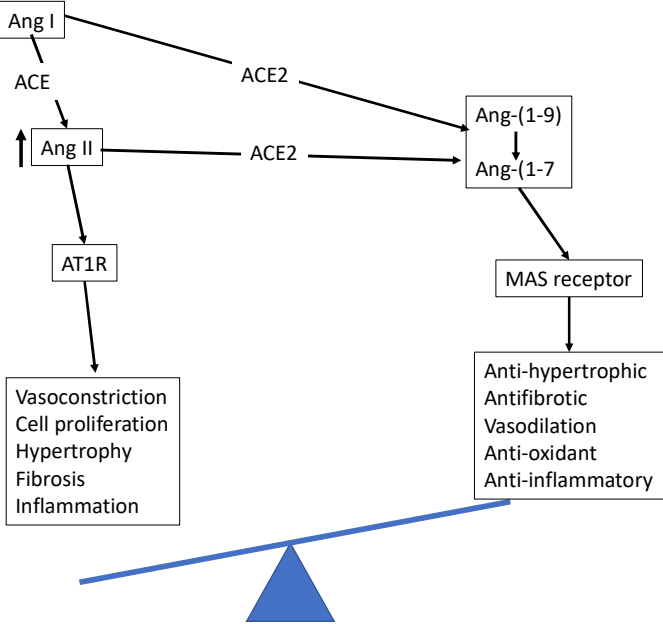 Ang I
ACE2
ACE
Ang-(1-9)
Ang II
ACE2
Ang-(1-7
AT1R
MAS receptor
Vasoconstriction
Cell proliferation
Hypertrophy
Fibrosis
Inflammation
Anti-hypertrophic
Antifibrotic
Vasodilation
Anti-oxidant
Anti-inflammatory